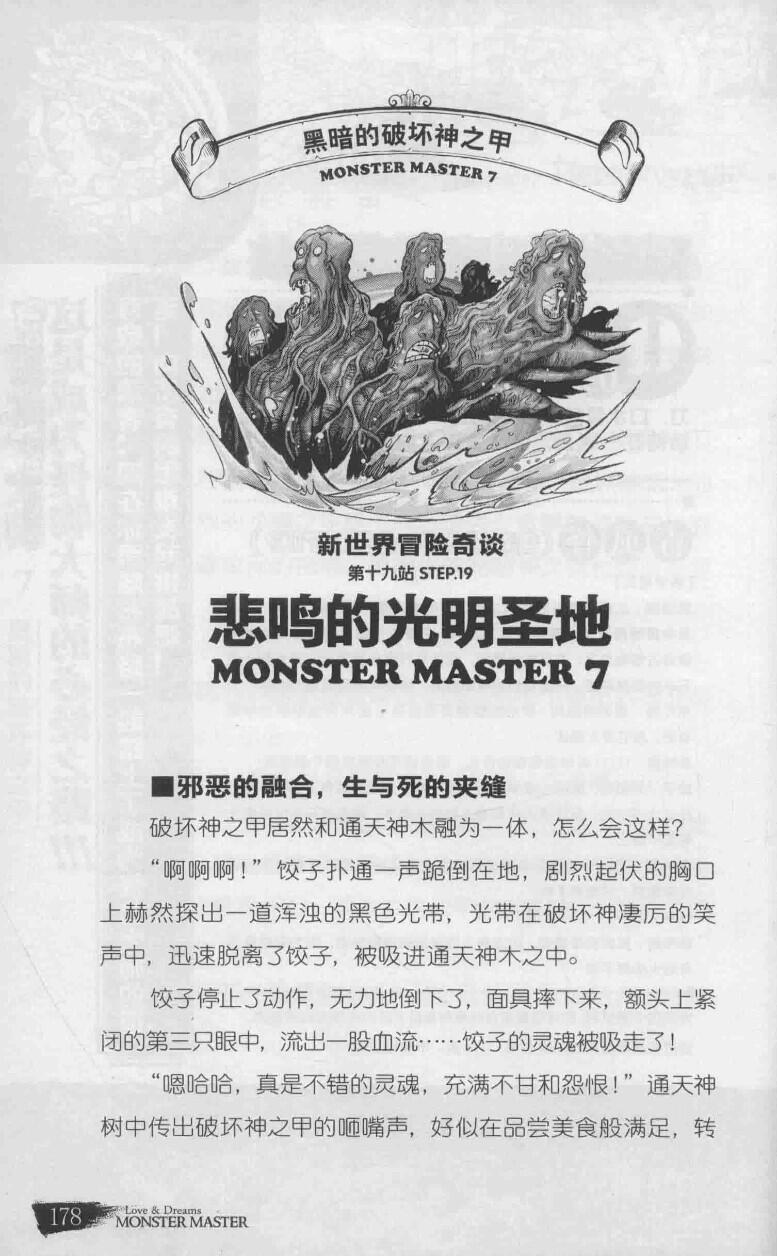 黑暗的破坏神之甲
MONSTER MASTER 7
新世界冒险奇谈
第十九站 STEP.19
悲鸣的光明圣地
MONSTER MASTER 7
■邪恶的融合，生与死的夹缝
破坏神之甲居然和通天神木融为一体，怎么会这样？
“啊啊啊！”饺子扑通一声跪倒在地，剧烈起伏的胸口
上赫然探出一道浑浊的黑色光带，光带在破坏神凄厉的笑
声中，迅速脱离了饺子，被吸进通天神木之中。
饺子停止了动作，无力地倒下了，面具摔下来，额头上紧
闭的第三只眼中，流出一股血流……饺子的灵魂被吸走了！
“嗯哈哈，真是不错的灵魂，充满不甘和怨恨！”通天神
树中传出破坏神之甲的咂嘴声，好似在品尝美食般满足，转
178
Love & Dreams
MONSTER MASTER